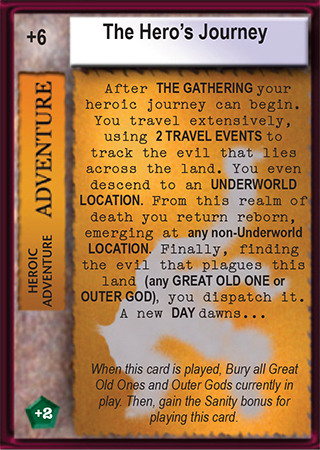 +6
The Hero's Journey
HEROIC
ADVENTURE
ADVENTURE
After THE GATHERING your
heroic journey can begin.
You travel extensively,
using 2 TRAVEL EVENTS to
track the evil that lies
across the land. You even
descend to an UNDERWORLD
LOCATION. From this realm of
death you return reborn,
emerging at any non-Underworld
LOCATION. Finally, finding
the evil that plagues this
land (any GREAT OLD ONE or
OUTER GOD), you dispatch it.
A new DAY dawns...
When this card is played, Bury all Great
Old Ones and Outer Gods currently in
play. Then, gain the Sanity bonus for
playing this card.
+2